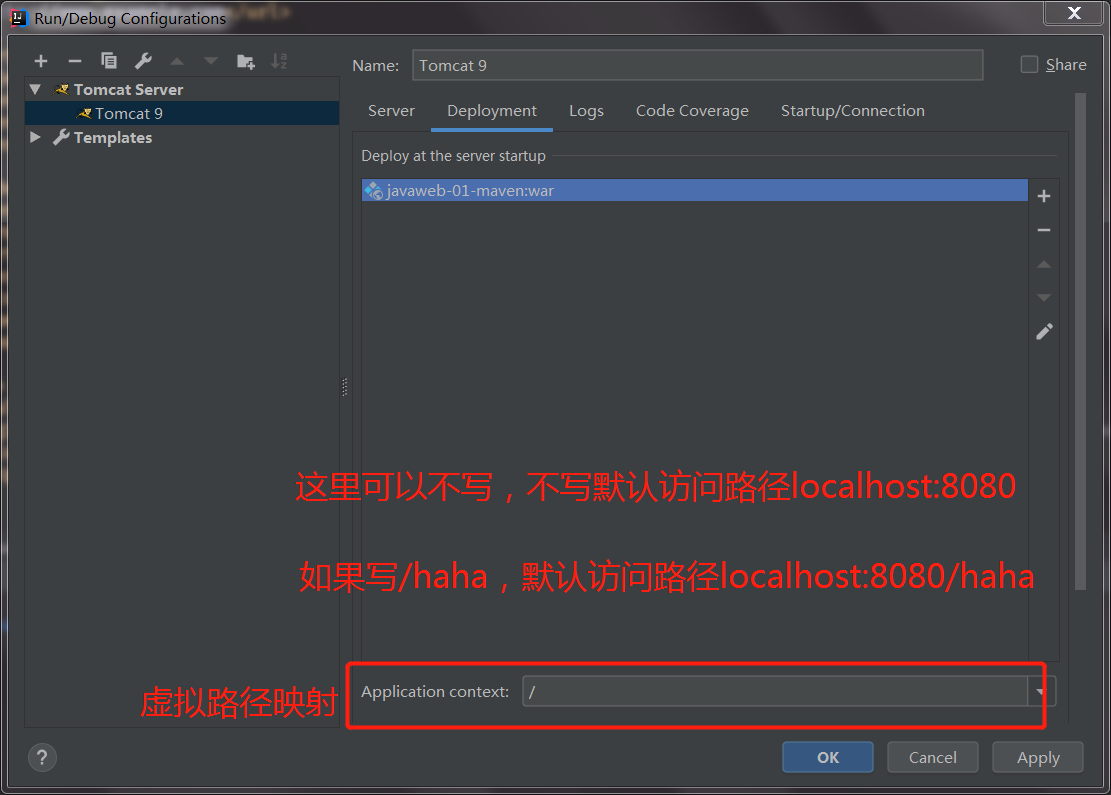 /url>
Run/Debug Configurations
Name: Tomcat 9
Share
Tomcat Server
Tomcat 9
Templates
Server Deployment Logs Code Coverage Startup/Connection
Deploy at the server startup
javaweb-01-maven:war
这里可以不写，不写默认访问路径localhost:8080
如果写/haha，默认访问路径localhost:8080/haha
虚拟路径映射
Application context: /
? OK Cancel Apply